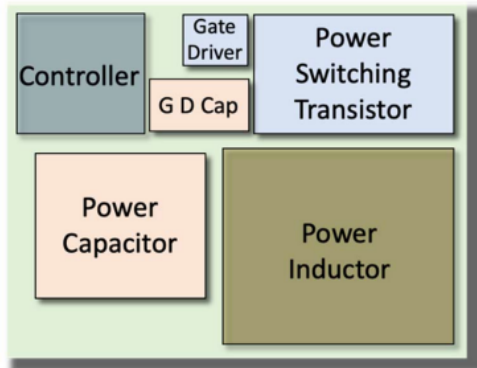 Controller
Gate
Driver
G D Cap
Power
Switching
Transistor
Power
Capacitor
Power
Inductor